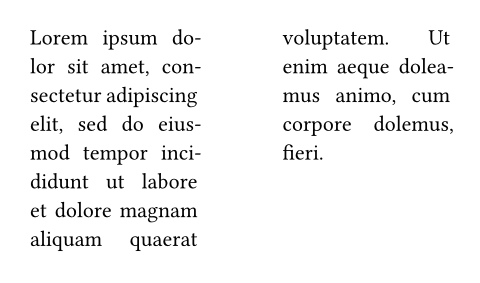 Lorem ipsum do-
lor sit amet, con-
sectetur adipiscing
elit, sed do eius-
mod tempor inci-
didunt ut labore
et dolore magnam
aliquam quaerat
voluptatem. Ut
enim aeque dolea-
mus animo, cum
corpore dolemus,
fieri.